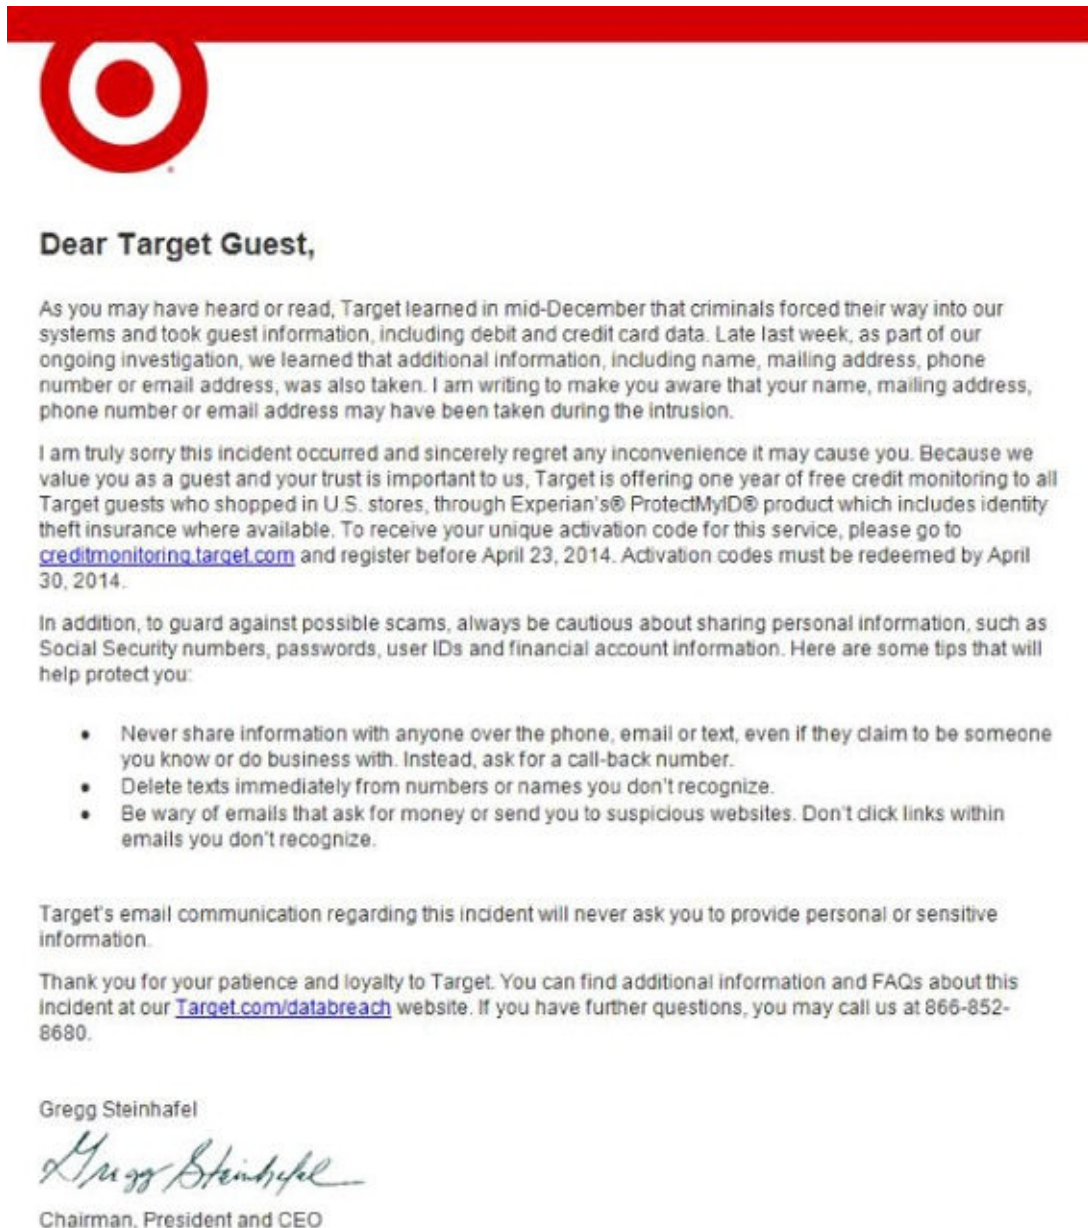 Dear Target Guest,
As you may have heard or read, Target learned in mid-December that criminals forced their way into our
systems and took guest information, including debit and credit card data. Late last week, as part of our
ongoing investigation, we learned that additional information, including name, mailing address, phone
number or email address, was also taken. I am writing to make you aware that your name, mailing address,
phone number or email address may have been taken during the intrusion.
I am truly sorry this incident occurred and sincerely regret any inconvenience it may cause you. Because we
value you as a guest and your trust is important to us, Target is offering one year of free credit monitoring to all
Target guests who shopped in U.S. stores, through Experian's® ProtectMyID® product which includes identity
theft insurance where available. To receive your unique activation code for this service, please go to
creditmonitoring.target.com and register before April 23, 2014. Activation codes must be redeemed by April
30, 2014.
In addition, to guard against possible scams, always be cautious about sharing personal information, such as
Social Security numbers, passwords, user IDs and financial account information. Here are some tips that will
help protect you:
• Never share information with anyone over the phone, email or text, even if they claim to be someone
you know or do business with. Instead, ask for a call-back number.
• Delete texts immediately from numbers or names you don't recognize.
• Be wary of emails that ask for money or send you to suspicious websites. Don't click links within
emails you don't recognize.
Target's email communication regarding this incident will never ask you to provide personal or sensitive
information.
Thank you for your patience and loyalty to Target. You can find additional information and FAQs about this
incident at our Target.com/databreach website. If you have further questions, you may call us at 866-852-
8680.
Gregg Steinhafel
Gregg Steinhafel
Chairman, President and CEO